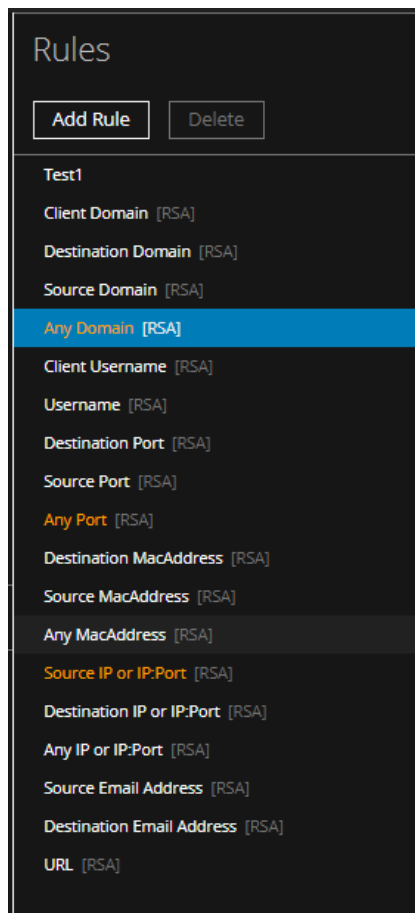 Rules
Add Rule Delete
Test1
Client Domain [RSA]
Destination Domain [RSA]
Source Domain [RSA]
Any Domain [RSA]
Client Username [RSA]
Username [RSA]
Destination Port [RSA]
Source Port [RSA]
Any Port [RSA]
Destination MacAddress [RSA]
Source MacAddress [RSA]
Any MacAddress [RSA]
Source IP or IP:Port [RSA]
Destination IP or IP:Port [RSA]
Any IP or IP:Port [RSA]
Source Email Address [RSA]
Destination Email Address [RSA]
URL [RSA]